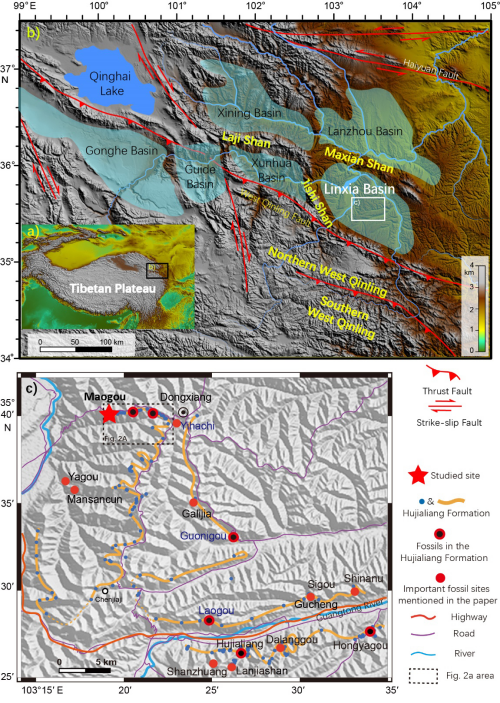 99°E
100°
101°
102°
103°
104°
105°
b)
37°
N
36°
35°
34°
Qinghai
Lake
Haiyuan Fault
Xining Basin
Lanzhou Basin
Laji Shan
Maxian Shan
Gonghe Basin
Guide
Basin
Xunhua
Basin
Jishi Shan
Linxia Basin
c)
West Qinling Fault
a)
Tibetan Plateau
Northern West Qinling
Southern
West Qinling
0 50 100 km
km
4
3
2
1
0
c)
35°
40′
N
35′
30′
25′
Maogou
Dongxiang
Fig. 2A
Yihachi
Yagou
Mansancun
Galijia
Guonigou
Chenjiaji
Sigou
Shinanu
Gucheng
Laogou
Guangtong River
Hujialiang
Dalanggou
Hongyagou
Shanzhuang
Lanjiashan
0 5 km
103°15′ E
20′
25′
30′
35′
Thrust Fault
Strike-slip Fault
Studied site
&
Hujialiang Formation
Fossils in the
Hujialiang Formation
Important fossil sites
mentioned in the paper
Highway
Road
River
Fig. 2a area